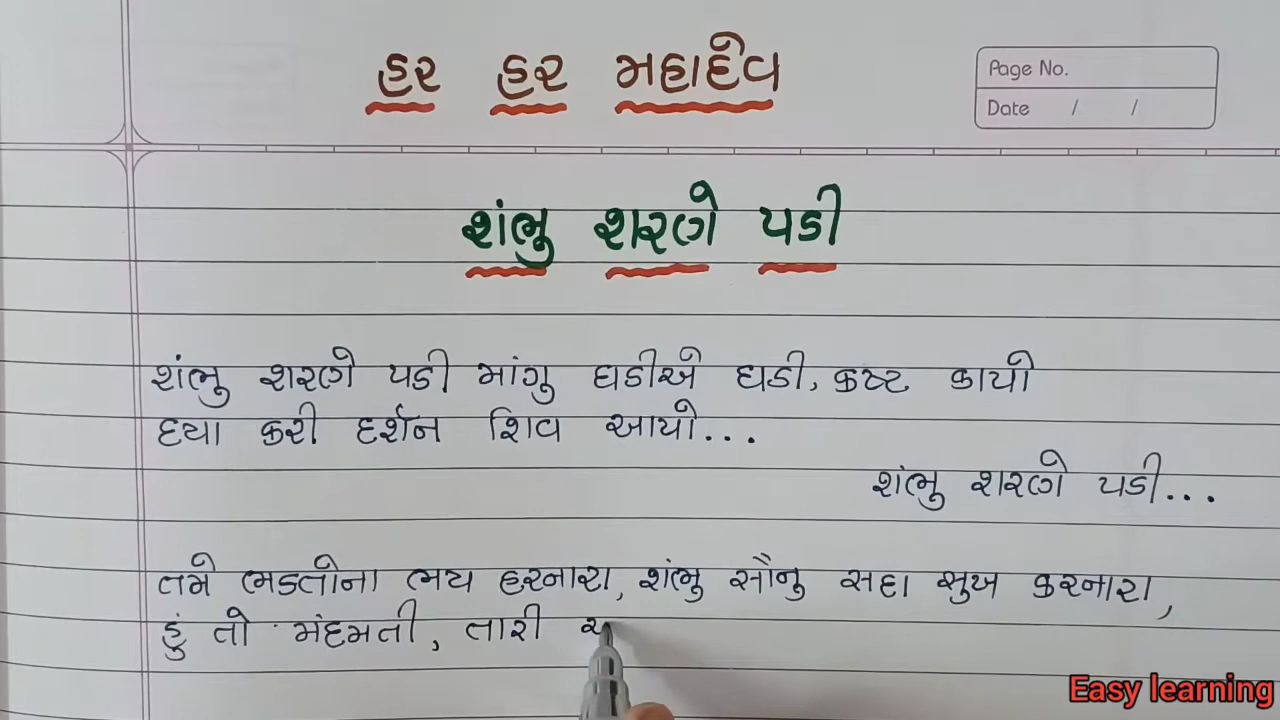 હર હર મહાદેવ
Page No.
Date / /
શંભુ શરણે પડી
શંભુ શરણે પડી માંગુ ઘડીએ ઘડી, કષ્ટ કાપો
દયા કરી દર્શન શિવ આપો...
શંભુ શરણે પડી...
તમે ભક્તોના ભય હરનારા, શંભુ સૌનુ સદા સુખ કરનારા,
હું તો મંદમતી, તારી
Easy learning